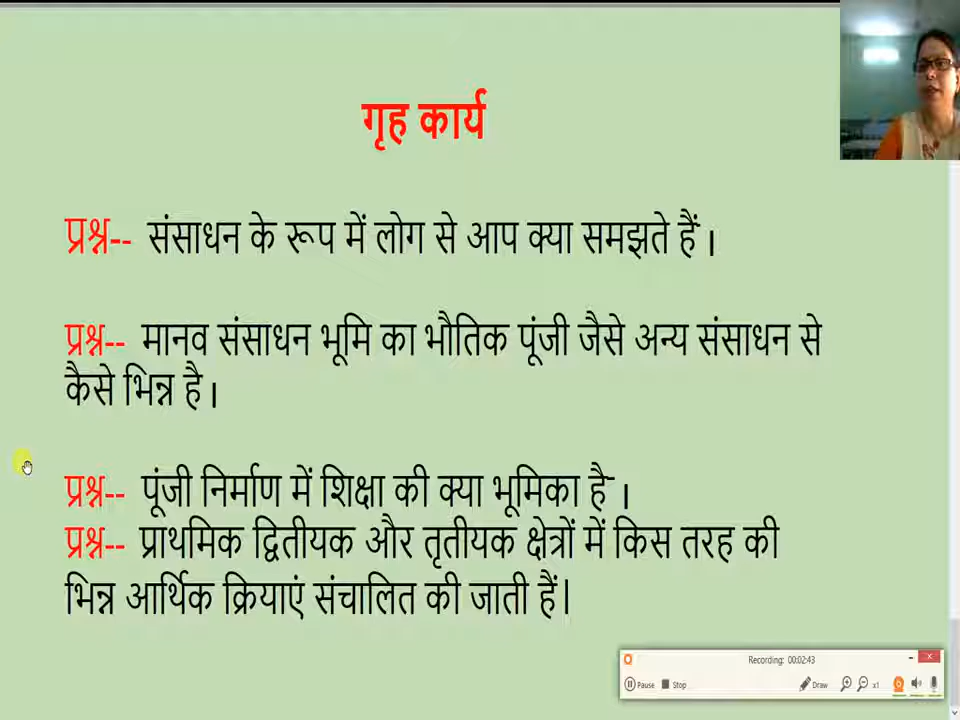 गृह कार्य
प्रश्न-- संसाधन के रूप में लोग से आप क्या समझते हैं ।
प्रश्न-- मानव संसाधन भूमि का भौतिक पूंजी जैसे अन्य संसाधन से
कैसे भिन्न है ।
प्रश्न-- पूंजी निर्माण में शिक्षा की क्या भूमिका है ।
प्रश्न-- प्राथमिक द्वितीयक और तृतीयक क्षेत्रों में किस तरह की
भिन्न आर्थिक क्रियाएं संचालित की जाती हैं|
Recording: 00:02:43
Pause Stop Draw x1